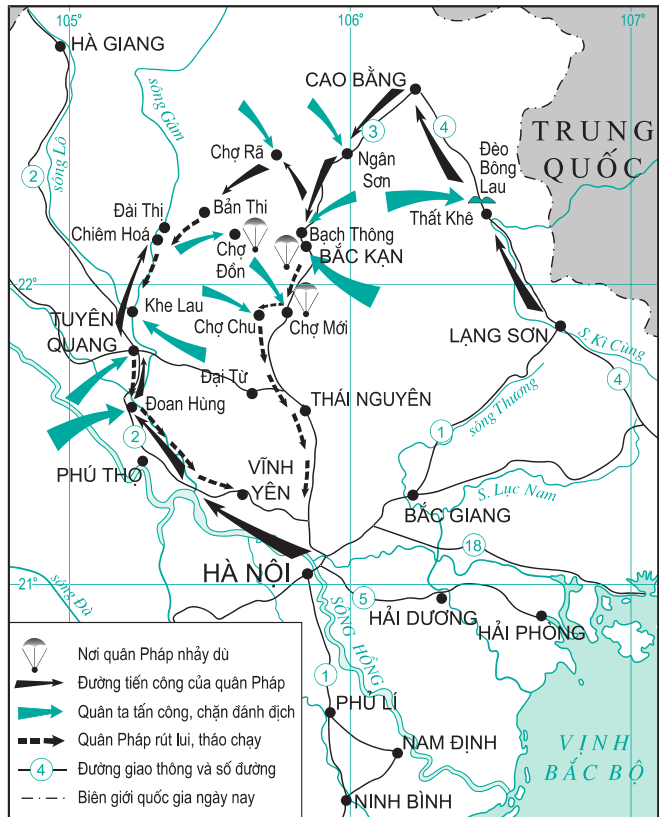 105°
106°
107°
HÀ GIANG
CAO BẰNG
TRUNG
QUỐC
sông Gâm
sông Lô
2
3
4
Chợ Rã
Ngân
Sơn
Đèo
Bông
Lau
Thất Khê
Bản Thi
Đài Thị
Chiêm Hoá
Chợ
Đồn
Bạch Thông
BẮC KẠN
22°
Khe Lau
Chợ Chu
Chợ Mới
TUYÊN
QUANG
LẠNG SƠN
S. Kì Cùng
4
Đại Từ
Đoan Hùng
THÁI NGUYÊN
sông Thương
1
2
PHÚ THỌ
VĨNH
YÊN
S. Lục Nam
BẮC GIANG
18
HÀ NỘI
21°
sông Đà
5
HẢI DƯƠNG
HẢI PHÒNG
SÔNG HỒNG
1
PHỦ LÍ
NAM ĐỊNH
NINH BÌNH
VỊNH
BẮC BỘ
Nơi quân Pháp nhảy dù
Đường tiến công của quân Pháp
Quân ta tấn công, chặn đánh địch
Quân Pháp rút lui, tháo chạy
4 Đường giao thông và số đường
Biên giới quốc gia ngày nay